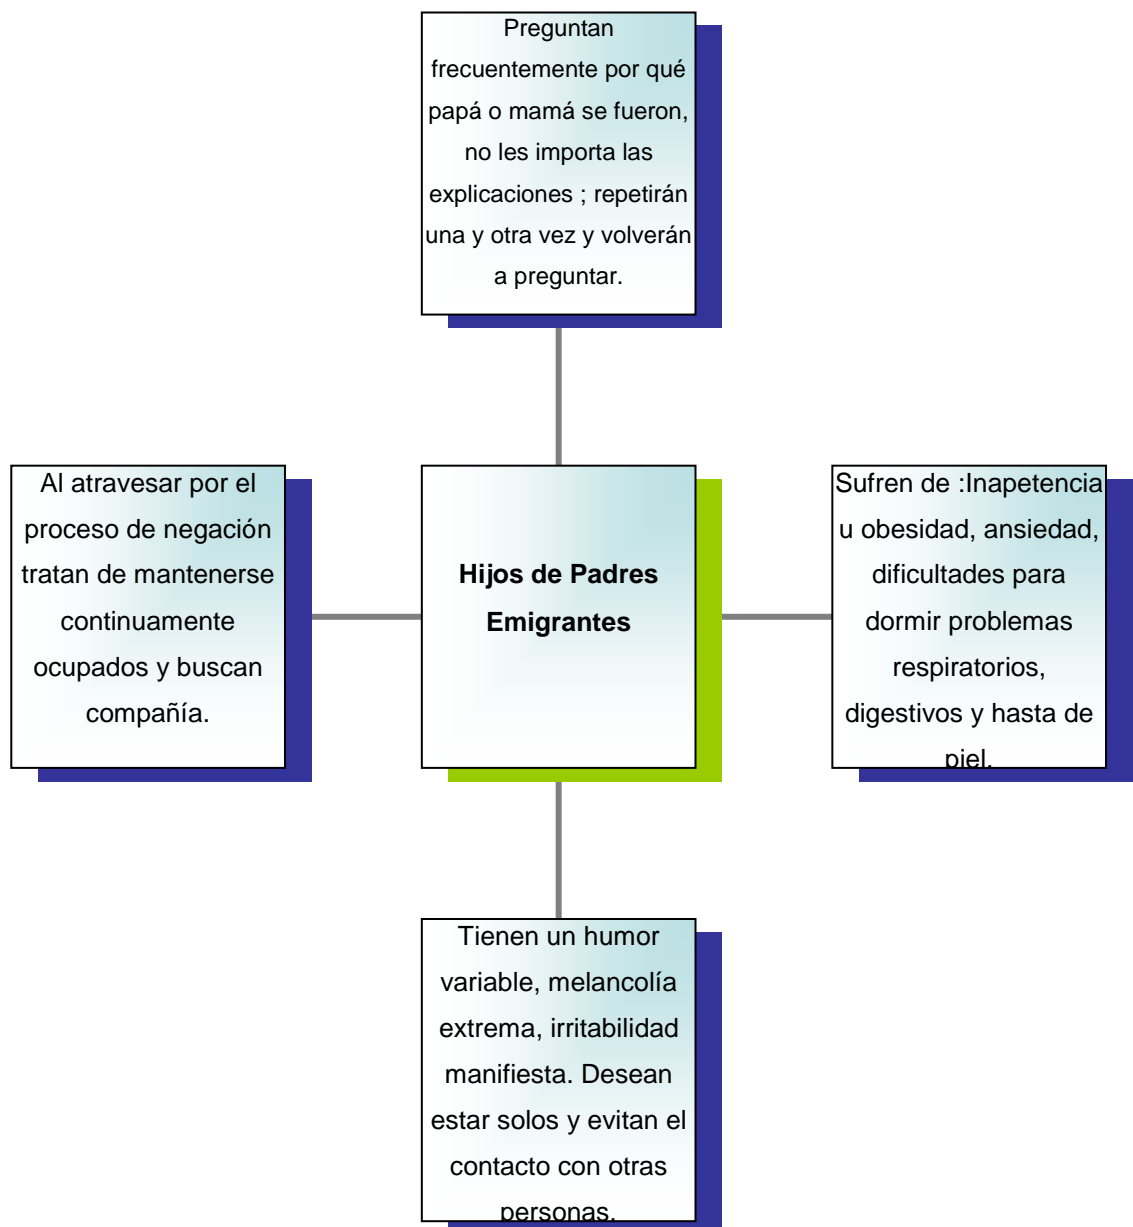 Preguntan
frecuentemente por qué
papá o mamá se fueron,
no les importa las
explicaciones ; repetirán
una y otra vez y volverán
a preguntar.
Al atravesar por el
proceso de negación
tratan de mantenerse
continuamente
ocupados y buscan
compañía.
Hijos de Padres
Emigrantes
Sufren de :Inapetencia
u obesidad, ansiedad,
dificultades para
dormir problemas
respiratorios,
digestivos y hasta de
piel.
Tienen un humor
variable, melancolía
extrema, irritabilidad
manifiesta. Desean
estar solos y evitan el
contacto con otras
personas.